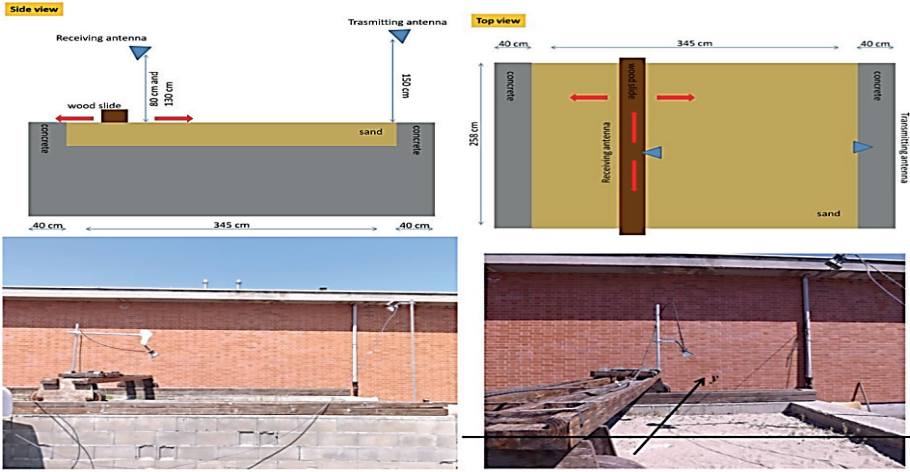 Side view
Trasmitting antenna
Receiving antenna
80 cm and
130 cm
150 cm
wood slide
concrete
sand
concrete
40 cm
345 cm
40 cm
Top view
40 cm
345 cm
40 cm
concrete
wood slide
concrete
258 cm
Receiving antenna
Transmitting antenna
sand
y